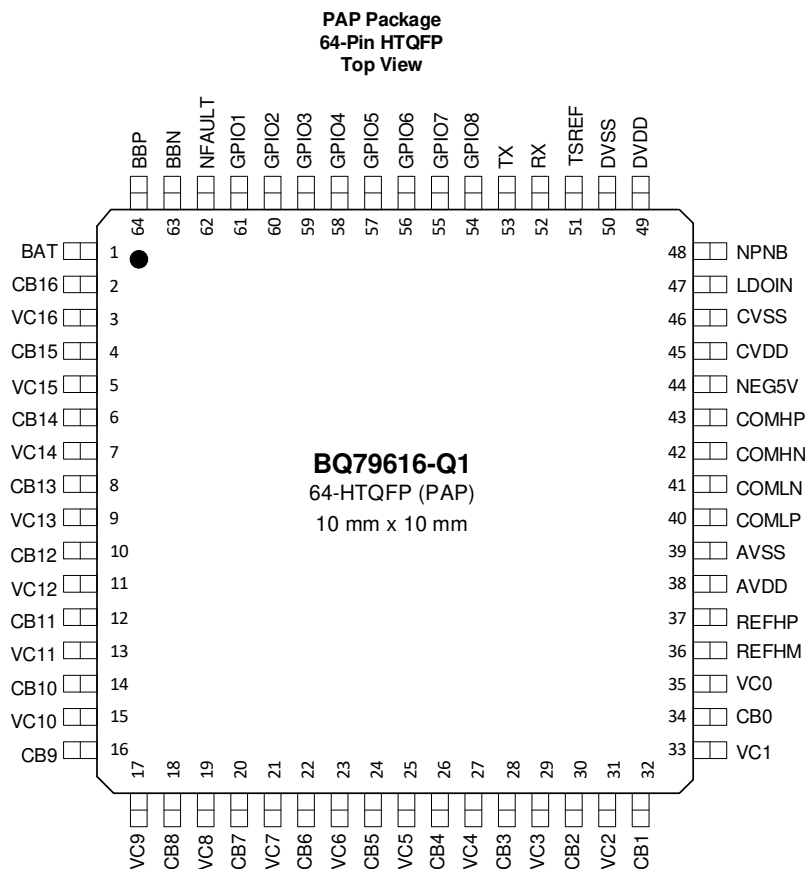 PAP Package
64-Pin HTQFP
Top View
BBP
BBN
NFAULT
GPIO1
GPIO2
GPIO3
GPIO4
GPIO5
GPIO6
GPIO7
GPIO8
TX
RX
TSREF
DVSS
DVDD
64
63
62
61
60
59
58
57
56
55
54
53
52
51
50
49
BAT 1
CB16 2
VC16 3
CB15 4
VC15 5
CB14 6
VC14 7
CB13 8
VC13 9
CB12 10
VC12 11
CB11 12
VC11 13
CB10 14
VC10 15
CB9 16
BQ79616-Q1
64-HTQFP (PAP)
10 mm x 10 mm
48 NPNB
47 LDOIN
46 CVSS
45 CVDD
44 NEG5V
43 COMHP
42 COMHN
41 COMLN
40 COMLP
39 AVSS
38 AVDD
37 REFHP
36 REFHM
35 VC0
34 CB0
33 VC1
17
18
19
20
21
22
23
24
25
26
27
28
29
30
31
32
VC9
CB8
VC8
CB7
VC7
CB6
VC6
CB5
VC5
CB4
VC4
CB3
VC3
CB2
VC2
CB1